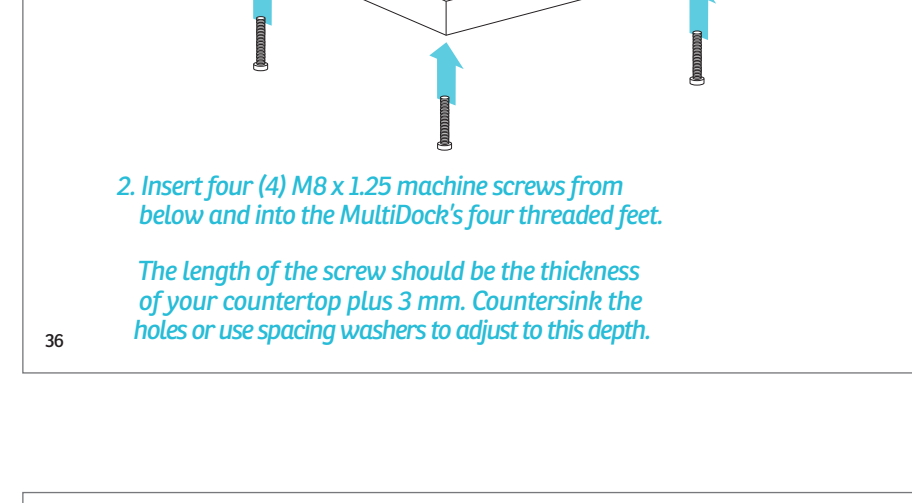 2. Insert four (4) M8 x 1.25 machine screws from
below and into the MultiDock's four threaded feet.
The length of the screw should be the thickness
of your countertop plus 3 mm. Countersink the
holes or use spacing washers to adjust to this depth.
36